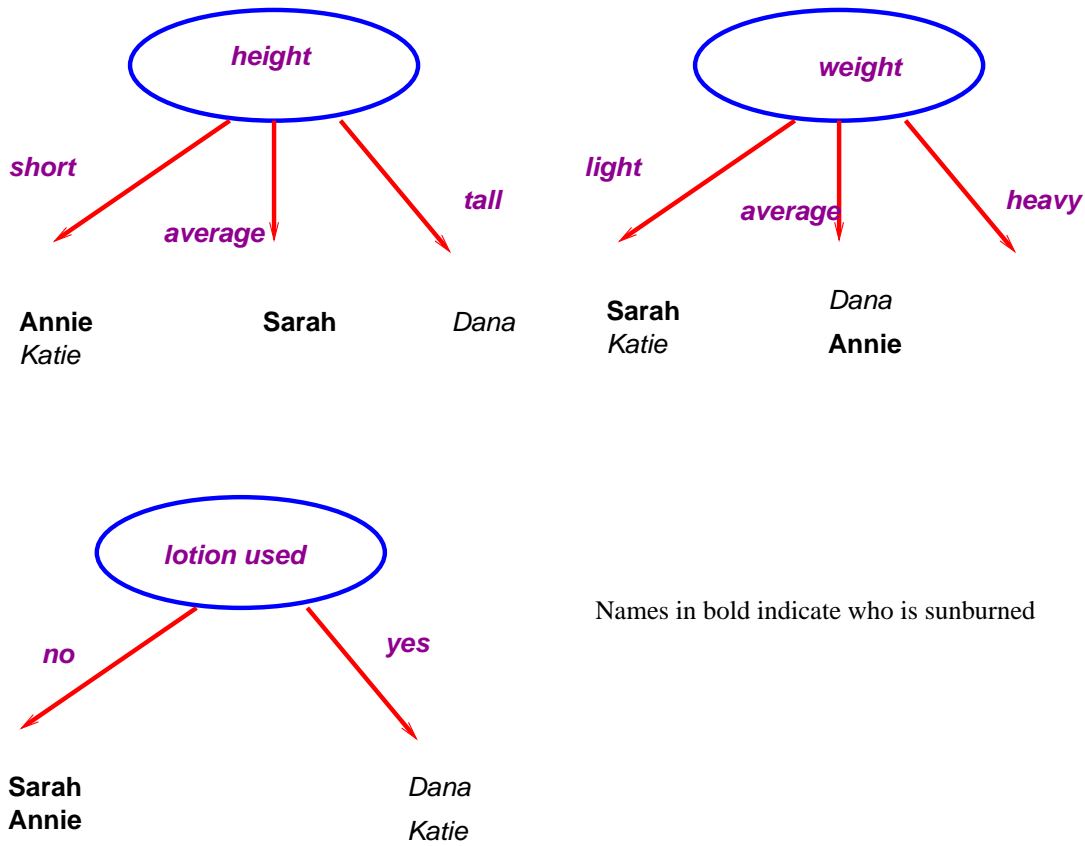 height
short
average
tall
Annie
Katie
Sarah
Dana
weight
light
average
heavy
Sarah
Katie
Dana
Annie
lotion used
no
yes
Sarah
Annie
Dana
Katie
Names in bold indicate who is sunburned